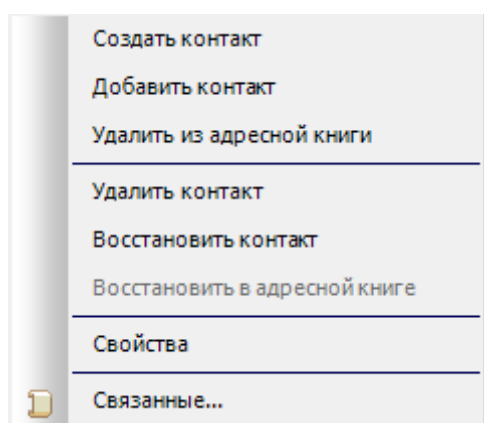 Создать контакт
Добавить контакт
Удалить из адресной книги
Удалить контакт
Восстановить контакт
Восстановить в адресной книге
Свойства
Связанные...